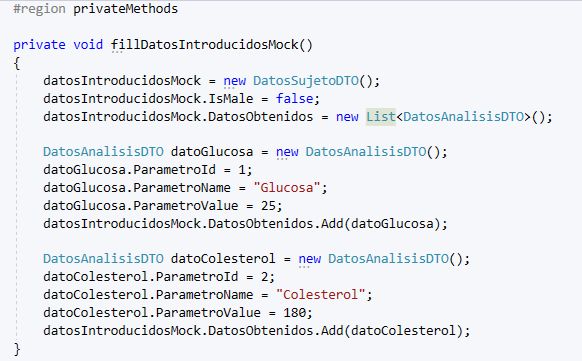 #region privateMethods
private void fillDatosIntroducidosMock()
{
datosIntroducidosMock = new DatosSujetoDTO();
datosIntroducidosMock.IsMale = false;
datosIntroducidosMock.DatosObtenidos = new List<DatosAnalisisDTO>();
DatosAnalisisDTO datoGlucosa = new DatosAnalisisDTO();
datoGlucosa.ParametroId = 1;
datoGlucosa.ParametroName = "Glucosa";
datoGlucosa.ParametroValue = 25;
datosIntroducidosMock.DatosObtenidos.Add(datoGlucosa);
DatosAnalisisDTO datoColesterol = new DatosAnalisisDTO();
datoColesterol.ParametroId = 2;
datoColesterol.ParametroName = "Colesterol";
datoColesterol.ParametroValue = 180;
datosIntroducidosMock.DatosObtenidos.Add(datoColesterol);
}